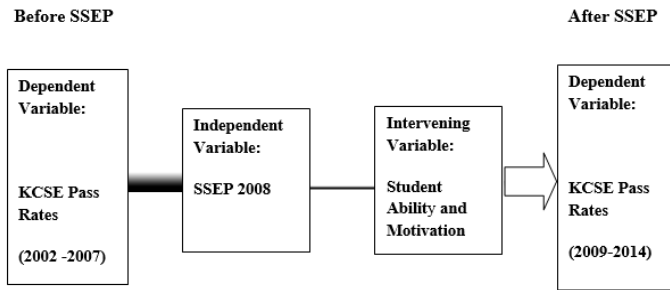 Before SSEP
After SSEP
Dependent
Variable:
KCSE Pass
Rates
(2002 -2007)
Independent
Variable:
SSEP 2008
Intervening
Variable:
Student
Ability and
Motivation
Dependent
Variable:
KCSE Pass
Rates
(2009-2014)